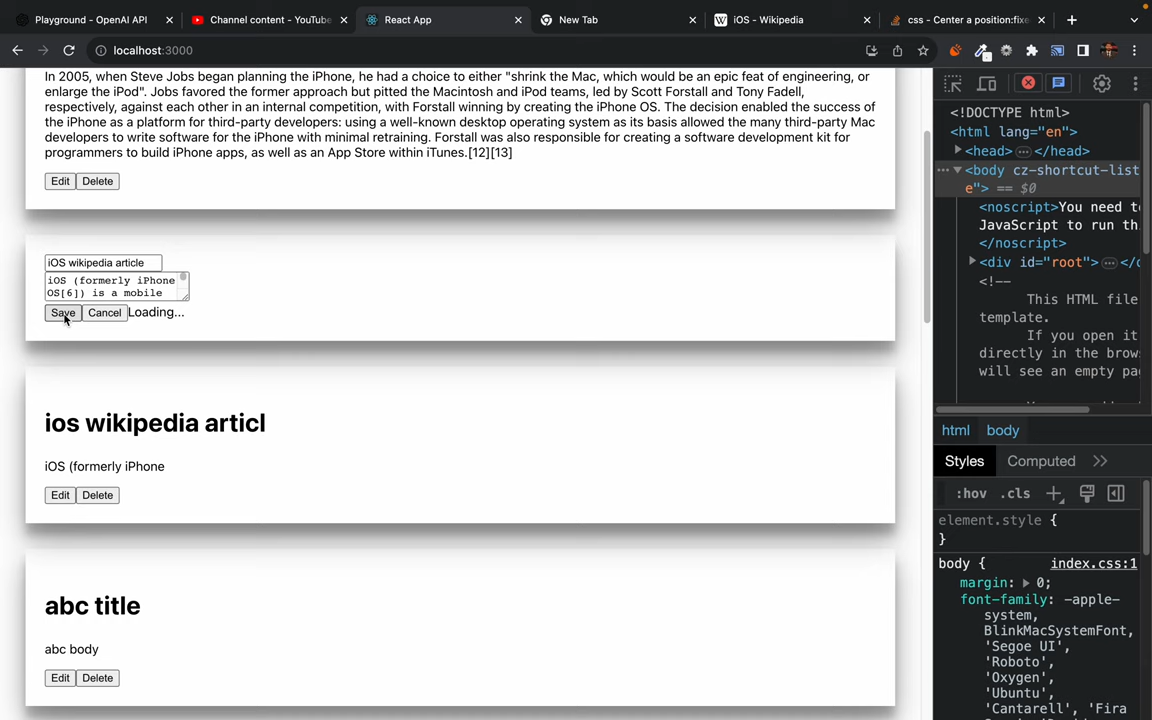 Playground - OpenAI API
Channel content - YouTube
React App
New Tab
iOS - Wikipedia
css - Center a position:fixe
localhost:3000
In 2005, when Steve Jobs began planning the iPhone, he had a choice to either "shrink the Mac, which would be an epic feat of engineering, or
enlarge the iPod". Jobs favored the former approach but pitted the Macintosh and iPod teams, led by Scott Forstall and Tony Fadell,
respectively, against each other in an internal competition, with Forstall winning by creating the iPhone OS. The decision enabled the success of
the iPhone as a platform for third-party developers: using a well-known desktop operating system as its basis allowed the many third-party Mac
developers to write software for the iPhone with minimal retraining. Forstall was also responsible for creating a software development kit for
programmers to build iPhone apps, as well as an App Store within iTunes.[12][13]
Edit Delete
iOS wikipedia article
iOS (formerly iPhone
OS[6]) is a mobile
Save Cancel Loading...
ios wikipedia articl
iOS (formerly iPhone
Edit Delete
abc title
abc body
Edit Delete
<!DOCTYPE html>
<html lang="en">
<head> ··· </head>
<body cz-shortcut-list
e"> == $0
<noscript>You need to
JavaScript to run th
</noscript>
<div id="root"> ··· </d
<!--
This HTML file
template.
If you open it
directly in the brow
will see an empty pa
html body
Styles Computed
:hov .cls
element.style {
}
body { index.css:1
margin: 0;
font-family: -apple-
system,
BlinkMacSystemFont,
'Segoe UI',
'Roboto',
'Oxygen',
'Ubuntu',
'Cantarell', 'Fira